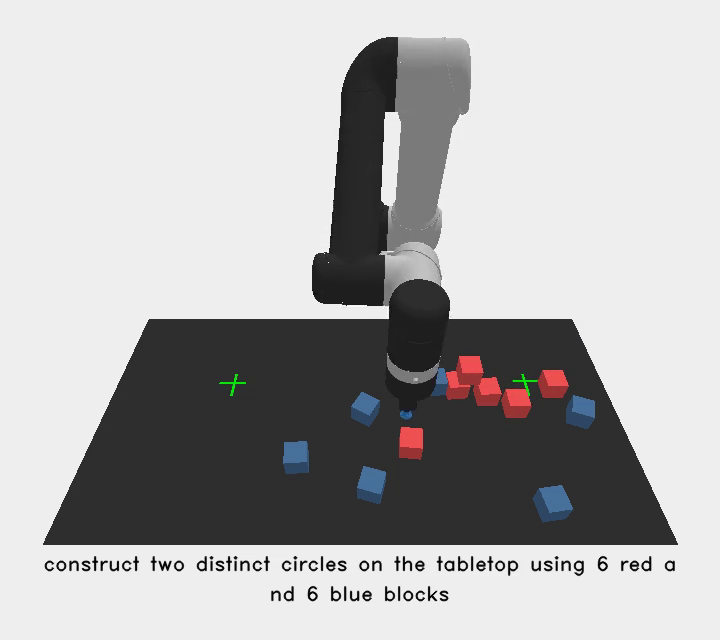 construct two distinct circles on the tabletop using 6 red a
nd 6 blue blocks